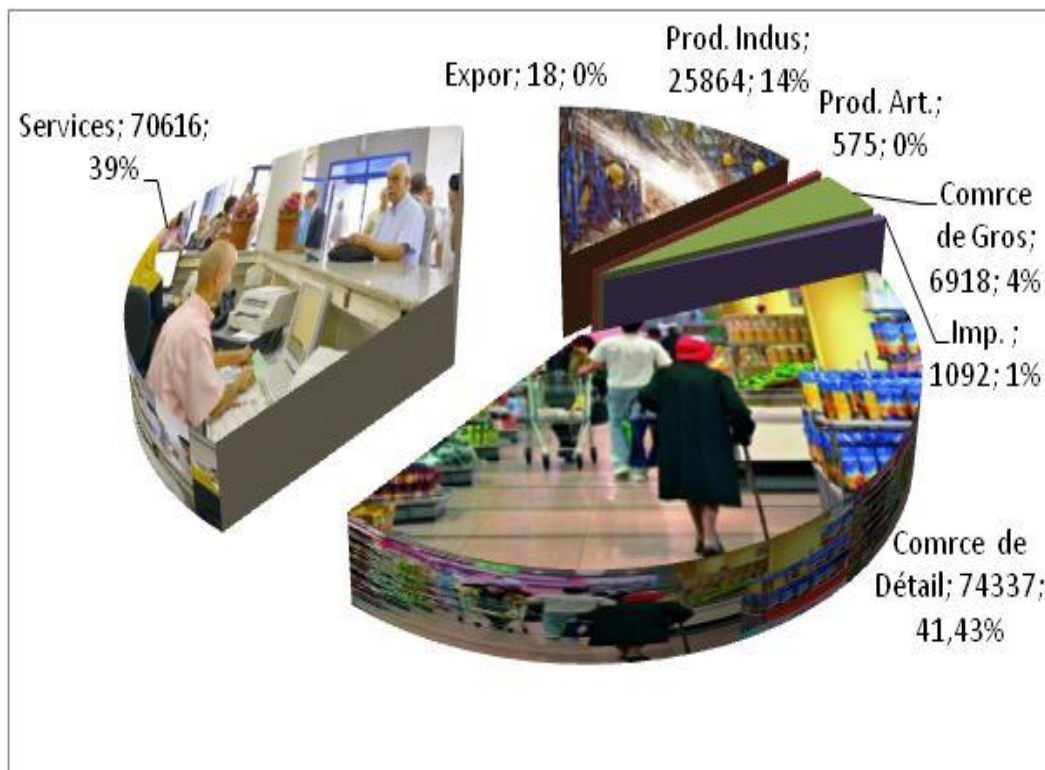 Expor; 18; 0%
Prod. Indus;
25864; 14%
Prod. Art.;
575; 0%
Comrce
de Gros;
6918; 4%
Imp. ;
1092; 1%
Comrce de
Détail; 74337;
41,43%
Services; 70616;
39%